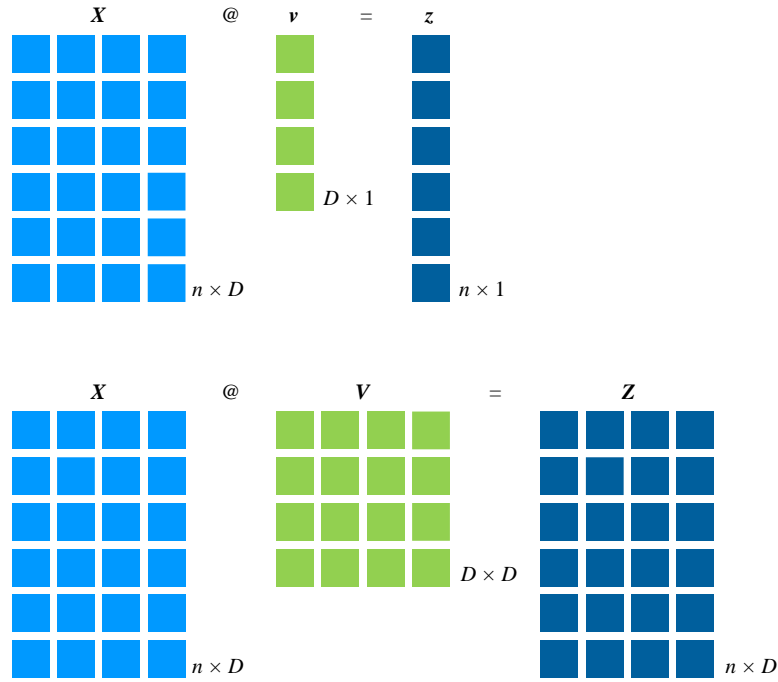 X @ v = z
D × 1
n × D
n × 1
X @ V = Z
D × D
n × D
n × D